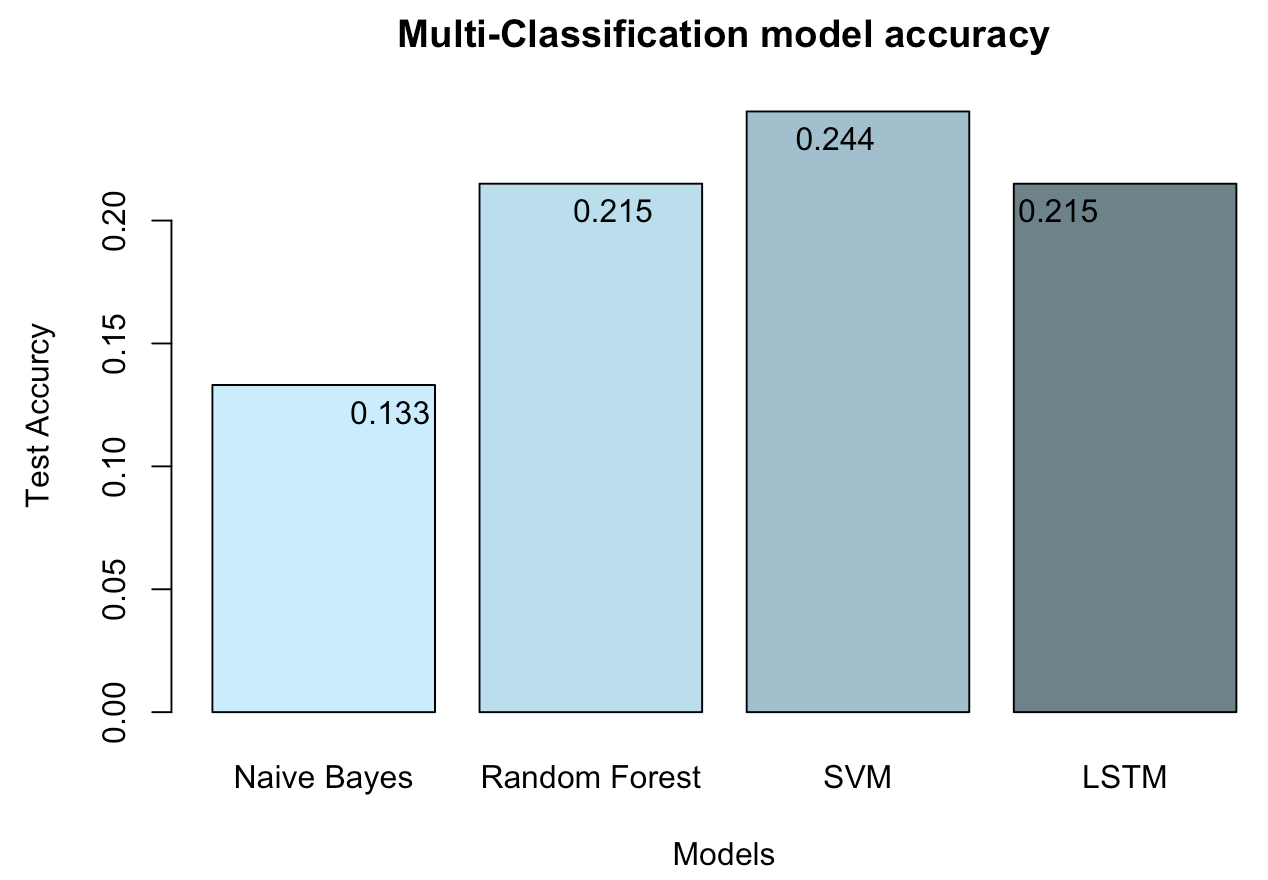 Multi-Classification model accuracy
0.244
0.215
0.215
0.133
Test Accurcy
0.20
0.15
0.10
0.05
0.00
Naive Bayes
Random Forest
SVM
LSTM
Models